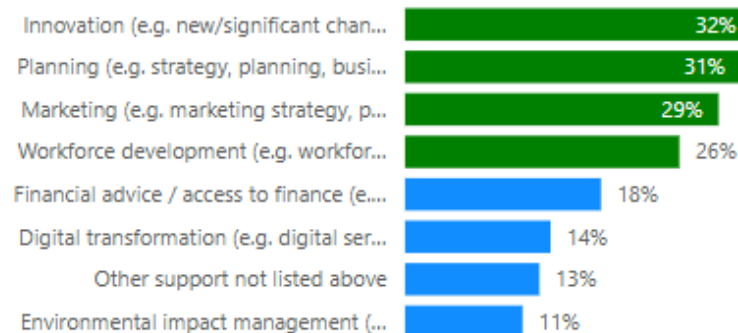 Innovation (e.g. new/significant chan... 32%
Planning (e.g. strategy, planning, busi... 31%
Marketing (e.g. marketing strategy, p... 29%
Workforce development (e.g. workfor... 26%
Financial advice / access to finance (e.... 18%
Digital transformation (e.g. digital ser... 14%
Other support not listed above 13%
Environmental impact management (... 11%